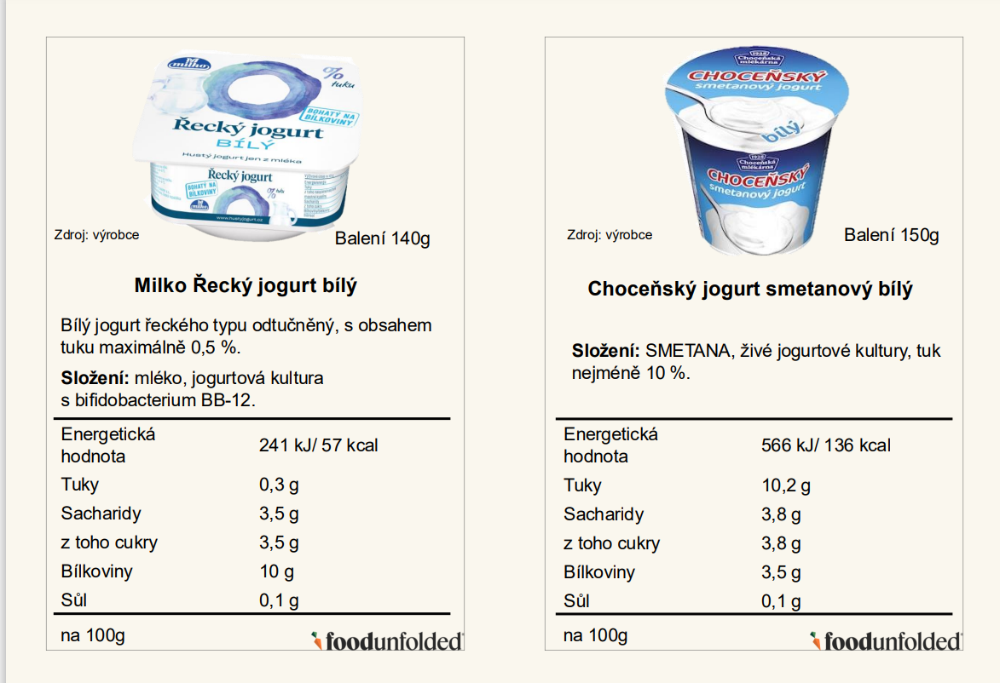 milko
% tuku
BOHATÝ NA
BÍLKOVINY
Řecký jogurt
BÍLÝ
Hustý jogurt jen z mléka
Řecký jogurt
BOHATÝ NA
BÍLKOVINY
% tuku
milko
www.hustyjogurt.cz
Zdroj: výrobce
Balení 140g
Milko Řecký jogurt bílý
Bílý jogurt řeckého typu odtučněný, s obsahem
tuku maximálně 0,5 %.
Složení: mléko, jogurtová kultura
s bifidobacterium BB-12.
Energetická
hodnota
241 kJ/ 57 kcal
Tuky 0,3 g
Sacharidy 3,5 g
z toho cukry 3,5 g
Bílkoviny 10 g
Sůl 0,1 g
na 100g
foodunfolded
1928
Choceňská
mlékárna
CHOCEŇSKÝ
smetanový jogurt
bílý
1928
Choceňská
mlékárna
CHOCEŇSKÝ
smetanový jogurt
Zdroj: výrobce
Balení 150g
Choceňský jogurt smetanový bílý
Složení: SMETANA, živé jogurtové kultury, tuk
nejméně 10 %.
Energetická
hodnota
566 kJ/ 136 kcal
Tuky 10,2 g
Sacharidy 3,8 g
z toho cukry 3,8 g
Bílkoviny 3,5 g
Sůl 0,1 g
na 100g
foodunfolded